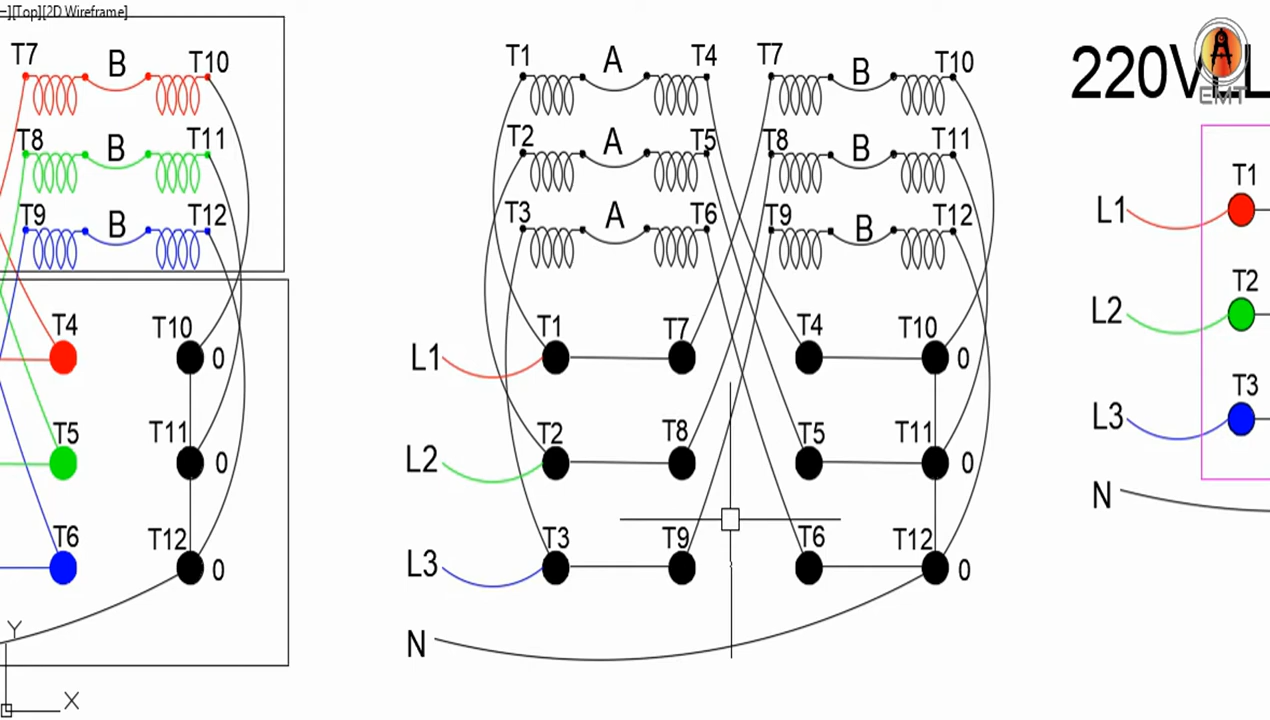 –][Top][2D Wireframe]
T7 B T10
T8 B T11
T9 B T12
T4 T10 0
T5 T11 0
T6 T12 0
Y
X
T1 A T4 T7 B T10
T2 A T5 T8 B T11
T3 A T6 T9 B T12
L1 T1 T7 T4 T10 0
L2 T2 T8 T5 T11 0
L3 T3 T9 T6 T12 0
N
220V
EMT
L1 T1
L2 T2
L3 T3
N